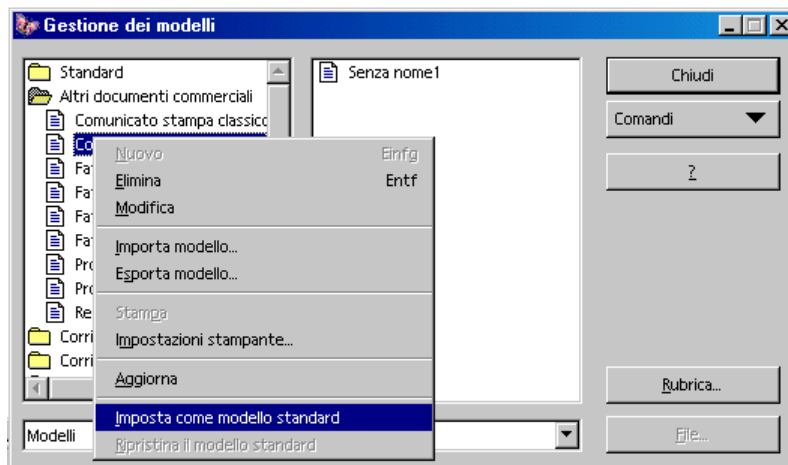 Gestione dei modelli
Standard
Altri documenti commerciali
Comunicato stampa classico
Senza nome1
Chiudi
Comandi
?
Rubrica...
File...
Modelli
Nuovo Einfg
Elimina Entf
Modifica
Importa modello...
Esporta modello...
Stampa
Impostazioni stampante...
Aggiorna
Imposta come modello standard
Ripristina il modello standard